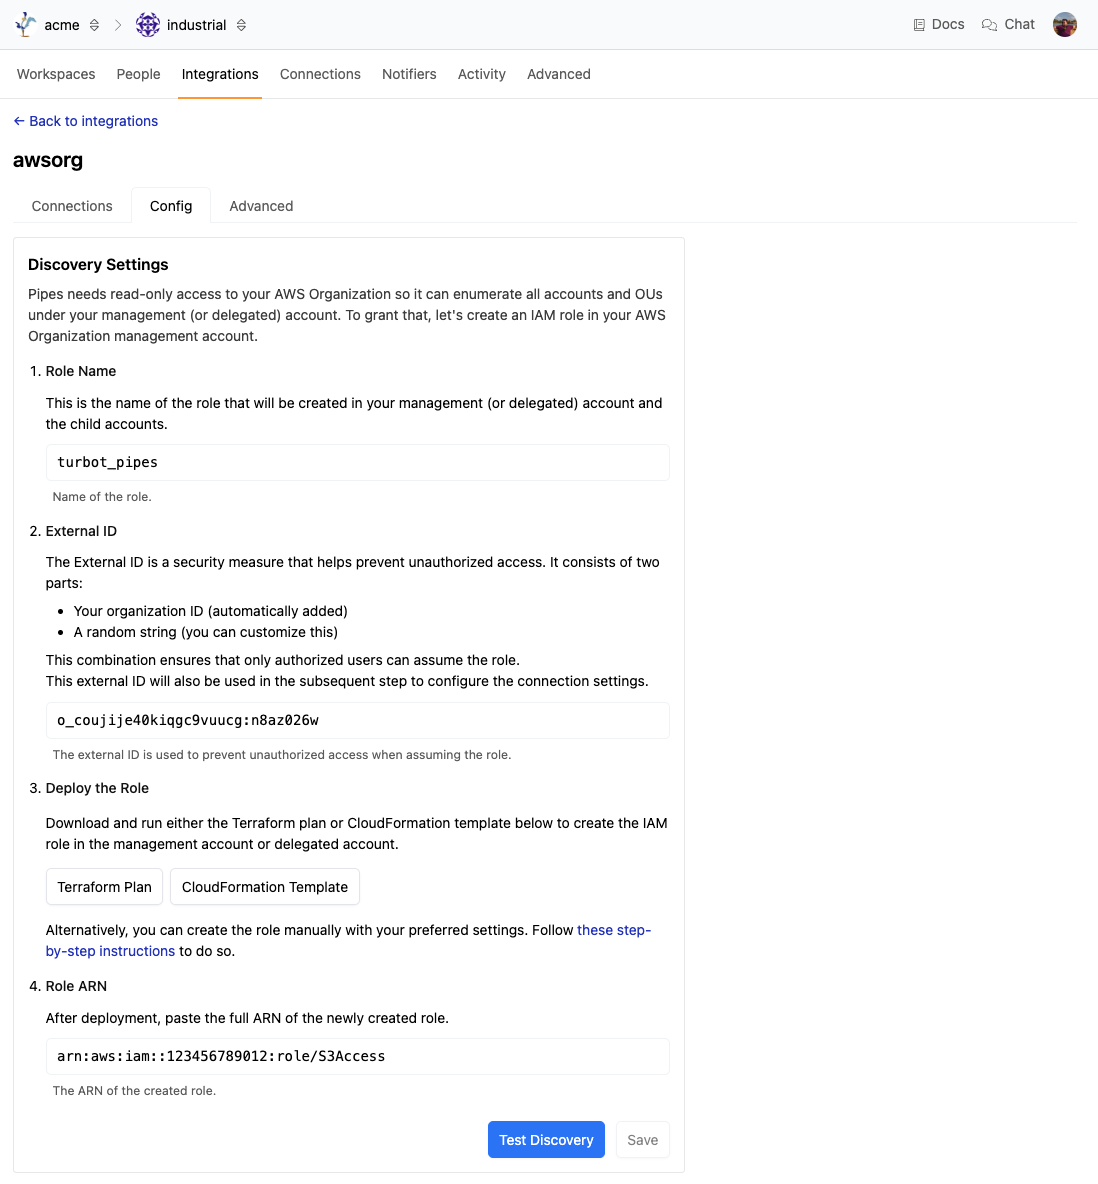 acme industrial Docs Chat
Workspaces People Integrations Connections Notifiers Activity Advanced
← Back to integrations
awsorg
Connections Config Advanced
Discovery Settings
Pipes needs read-only access to your AWS Organization so it can enumerate all accounts and OUs
under your management (or delegated) account. To grant that, let's create an IAM role in your AWS
Organization management account.
1. Role Name
This is the name of the role that will be created in your management (or delegated) account and
the child accounts.
turbot_pipes
Name of the role.
2. External ID
The External ID is a security measure that helps prevent unauthorized access. It consists of two
parts:
• Your organization ID (automatically added)
• A random string (you can customize this)
This combination ensures that only authorized users can assume the role.
This external ID will also be used in the subsequent step to configure the connection settings.
o_coujije40kiqgc9vuucg:n8az026w
The external ID is used to prevent unauthorized access when assuming the role.
3. Deploy the Role
Download and run either the Terraform plan or CloudFormation template below to create the IAM
role in the management account or delegated account.
Terraform Plan CloudFormation Template
Alternatively, you can create the role manually with your preferred settings. Follow these step-
by-step instructions to do so.
4. Role ARN
After deployment, paste the full ARN of the newly created role.
arn:aws:iam::123456789012:role/S3Access
The ARN of the created role.
Test Discovery Save